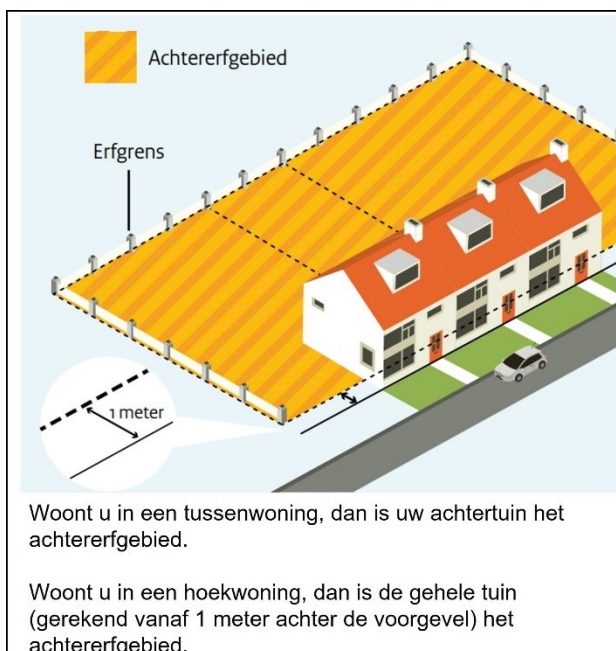 Achtererfgebied
Erfgrens
1 meter
Woont u in een tussenwoning, dan is uw achtertuin het
achtererfgebied.
Woont u in een hoekwoning, dan is de gehele tuin
(gerekend vanaf 1 meter achter de voorgevel) het
achtererfgebied.